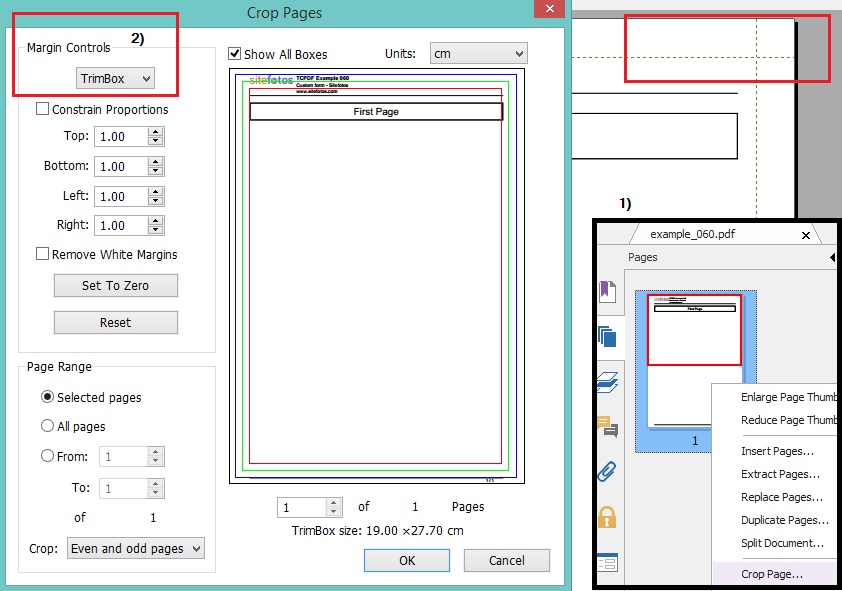 Crop Pages
Margin Controls
2)
TrimBox
Constrain Proportions
Top: 1.00
Bottom: 1.00
Left: 1.00
Right: 1.00
Remove White Margins
Set To Zero
Reset
Page Range
Selected pages
All pages
From: 1
To: 1
of 1
Crop: Even and odd pages
Show All Boxes
Units: cm
sitefotos
TCPDF Example 060
Custom form - Sitefotos
www.sitefotos.com
First Page
1/1
1 of 1 Pages
TrimBox size: 19.00 ×27.70 cm
OK
Cancel
1)
example_060.pdf
Pages
First Page
1
Enlarge Page Thumb
Reduce Page Thumb
Insert Pages...
Extract Pages...
Replace Pages...
Duplicate Pages...
Split Document...
Crop Page...